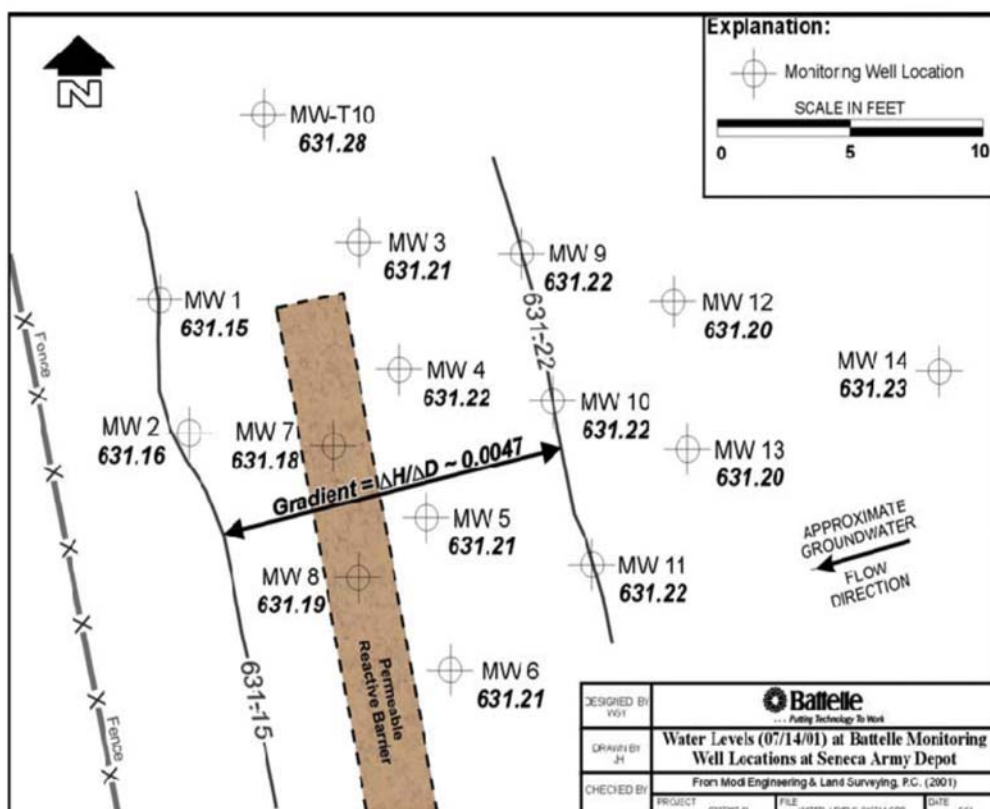 Explanation:
Monitoring Well Location
SCALE IN FEET
0 5 10
N
MW-T10
631.28
MW 3
631.21
MW 9
631.22
MW 1
631.15
MW 12
631.20
631.22
MW 4
631.22
MW 14
631.23
Fence
MW 2
631.16
MW 7
631.18
MW 10
631.22
MW 13
631.20
Gradient = ΔH/ΔD ~ 0.0047
MW 5
631.21
APPROXIMATE
GROUNDWATER
FLOW
DIRECTION
MW 8
631.19
MW 11
631.22
Permeable
Reactive Barrier
631.15
MW 6
631.21
Fence
DESIGNED BY
Battelle
... Putting Technology To Work
DRAWN BY
JH
Water Levels (07/14/01) at Battelle Monitoring
Well Locations at Seneca Army Depot
CHECKED BY
From Modi Engineering & Land Surveying, P.C. (2001)
PROJECT
FILE
DATE